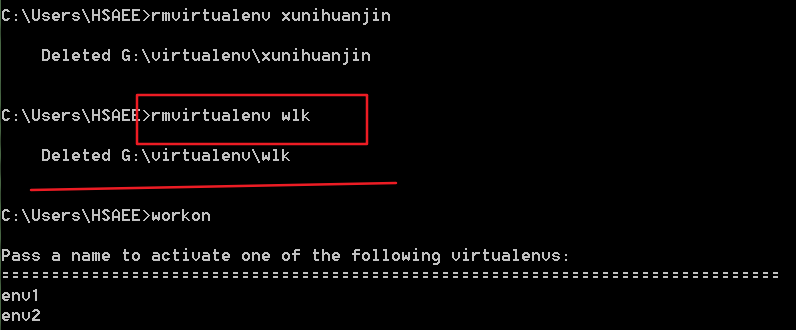 C:\Users\HSAEE>rmvirtualenv xunihuanjin
Deleted G:\virtualenv\xunihuanjin
C:\Users\HSAEE>rmvirtualenv wlk
Deleted G:\virtualenv\wlk
C:\Users\HSAEE>workon
Pass a name to activate one of the following virtualenvs:
==============================================================================
env1
env2